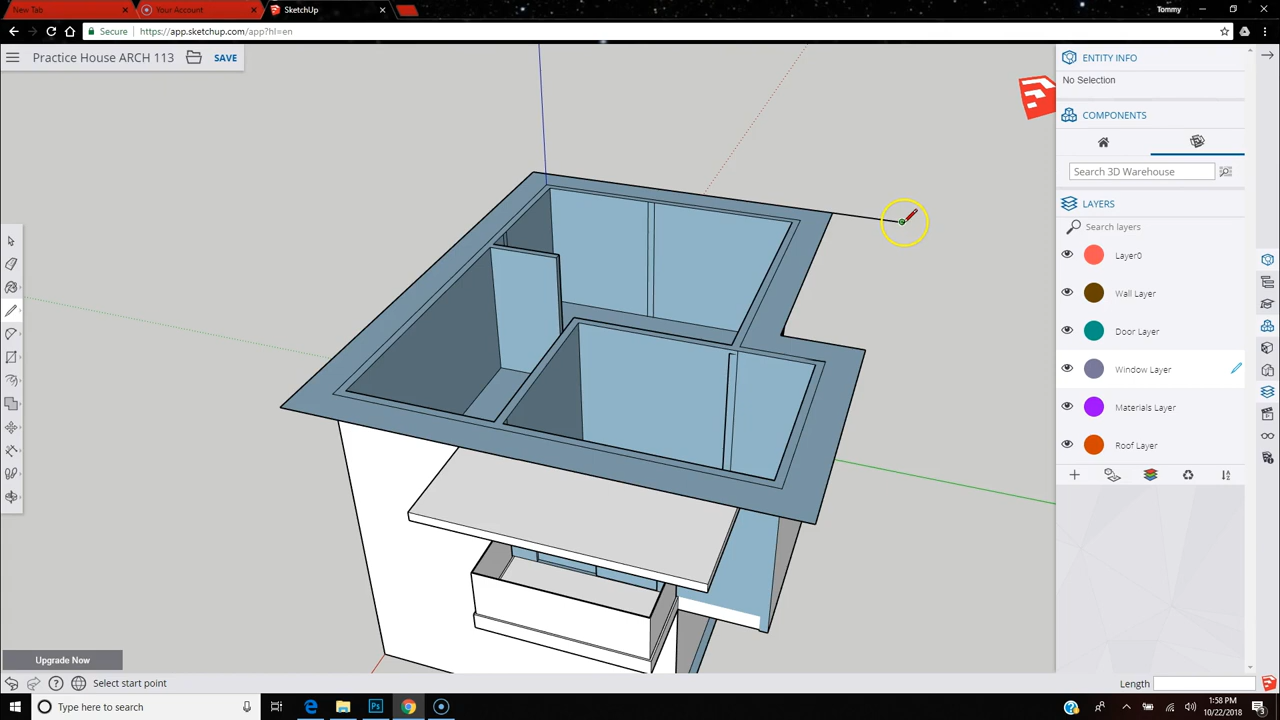 New Tab
Your Account
SketchUp
Tommy
Secure
https://app.sketchup.com/app?hl=en
Practice House ARCH 113
SAVE
ENTITY INFO
No Selection
COMPONENTS
Search 3D Warehouse
LAYERS
Search layers
Layer0
Wall Layer
Door Layer
Window Layer
Materials Layer
Roof Layer
Upgrade Now
Select start point
Length
Type here to search
Ps
1:58 PM
10/22/2018